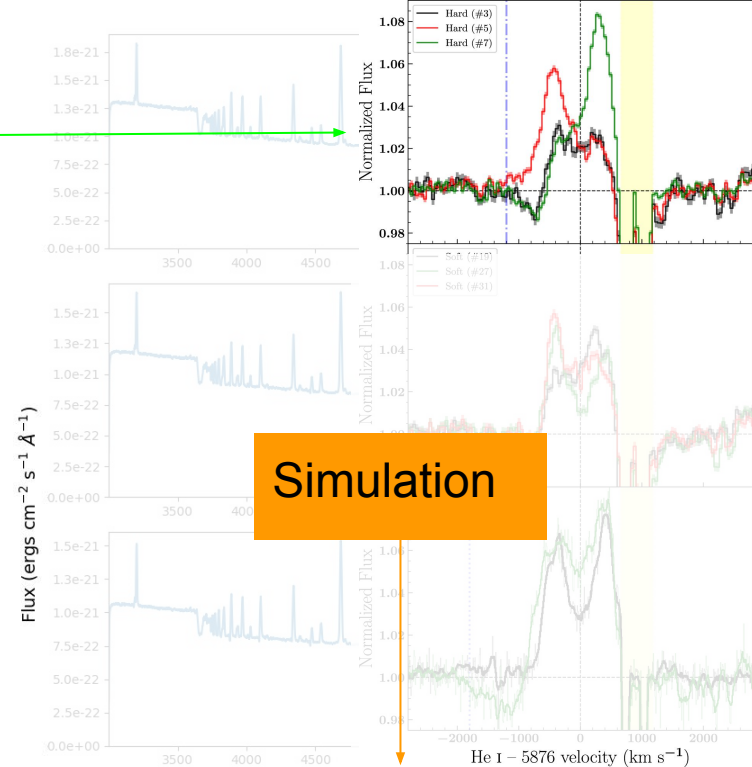 Flux (ergs cm⁻² s⁻¹ Å⁻¹)
1.8e-21
1.5e-21
1.3e-21
1.0e-21
7.5e-22
5.0e-22
2.5e-22
0.0e+00
3500
4000
4500
1.5e-21
1.3e-21
1.0e-21
7.5e-22
5.0e-22
2.5e-22
0.0e+00
3500
1.5e-21
1.3e-21
1.0e-21
7.5e-22
5.0e-22
2.5e-22
0.0e+00
3500
4000
4500
Simulation
Normalized Flux
1.08
1.06
1.04
1.02
1.00
0.98
Hard (#3)
Hard (#5)
Hard (#7)
Normalized Flux
1.08
1.06
1.04
1.02
1.00
Soft (#19)
Soft (#27)
Soft (#31)
Normalized Flux
1.06
1.04
1.02
1.00
0.98
−2000
−1000
0
1000
2000
He I – 5876 velocity (km s⁻¹)